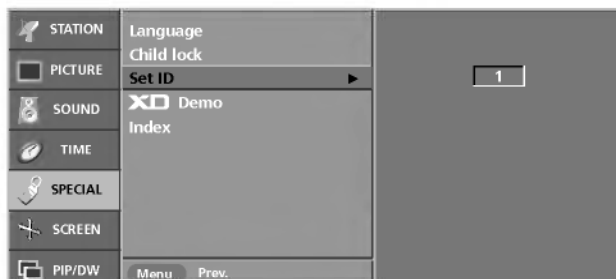 STATION
PICTURE
SOUND
TIME
SPECIAL
SCREEN
PIP/DW
Language
Child lock
Set ID
XD Demo
Index
Menu Prev.
1